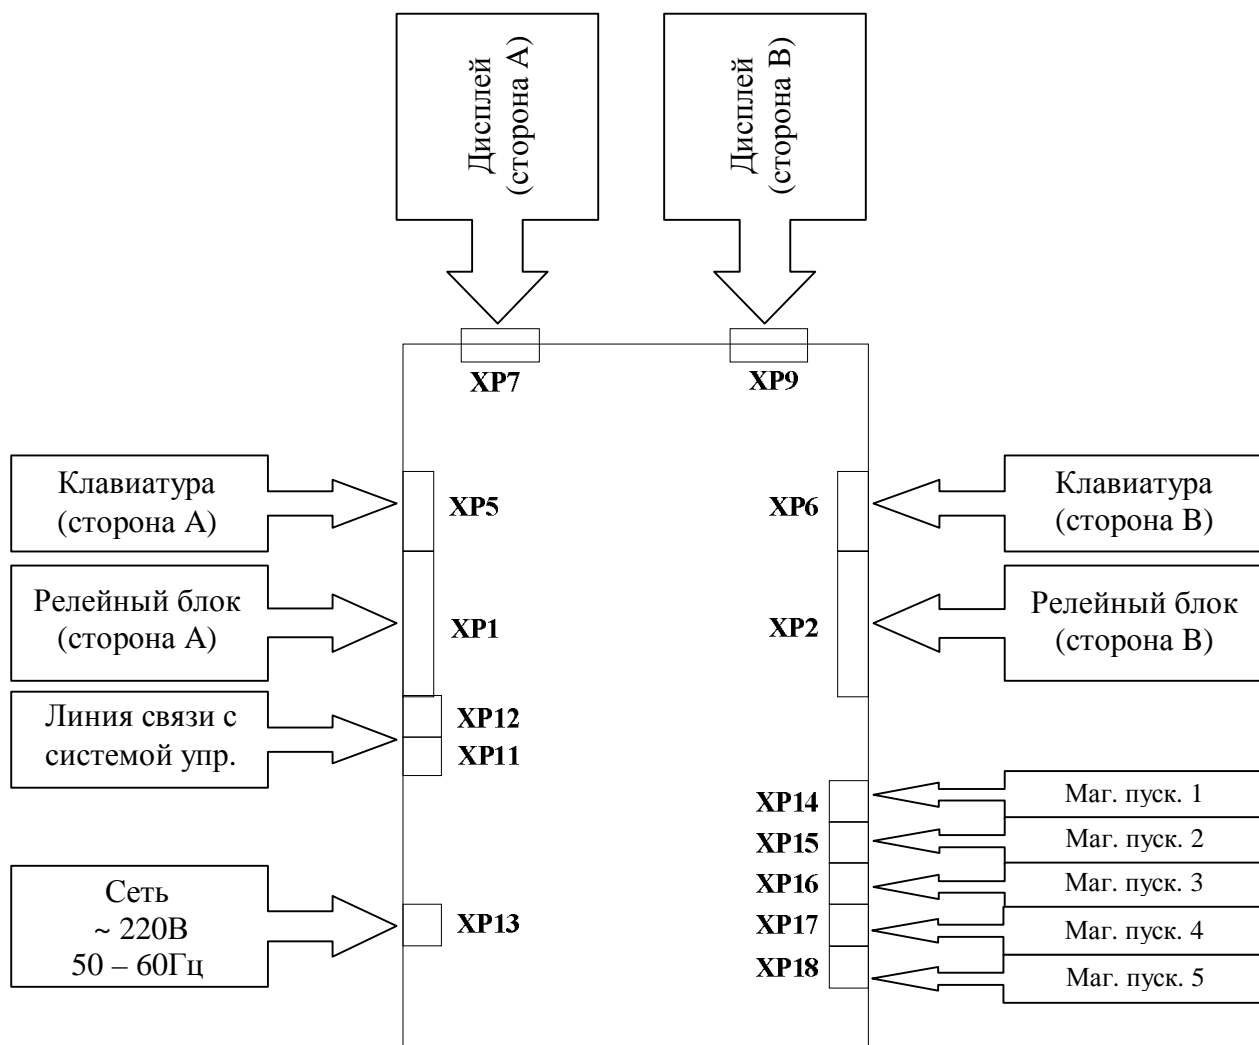 Дисплей
(сторона А)
Дисплей
(сторона В)
XP7
XP9
Клавиатура
(сторона А)
XP5
XP6
Клавиатура
(сторона В)
Релейный блок
(сторона А)
XP1
XP2
Релейный блок
(сторона В)
Линия связи с
системой упр.
XP12
XP11
XP14
Маг. пуск. 1
XP15
Маг. пуск. 2
XP16
Маг. пуск. 3
XP17
Маг. пуск. 4
XP18
Маг. пуск. 5
Сеть
~ 220В
50 – 60Гц
XP13